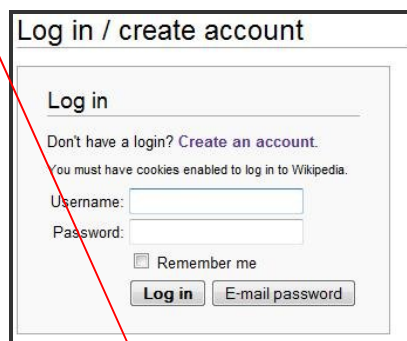 Log in / create account
Log in
Don't have a login? Create an account.
You must have cookies enabled to log in to Wikipedia.
Username:
Password:
Remember me
Log in E-mail password